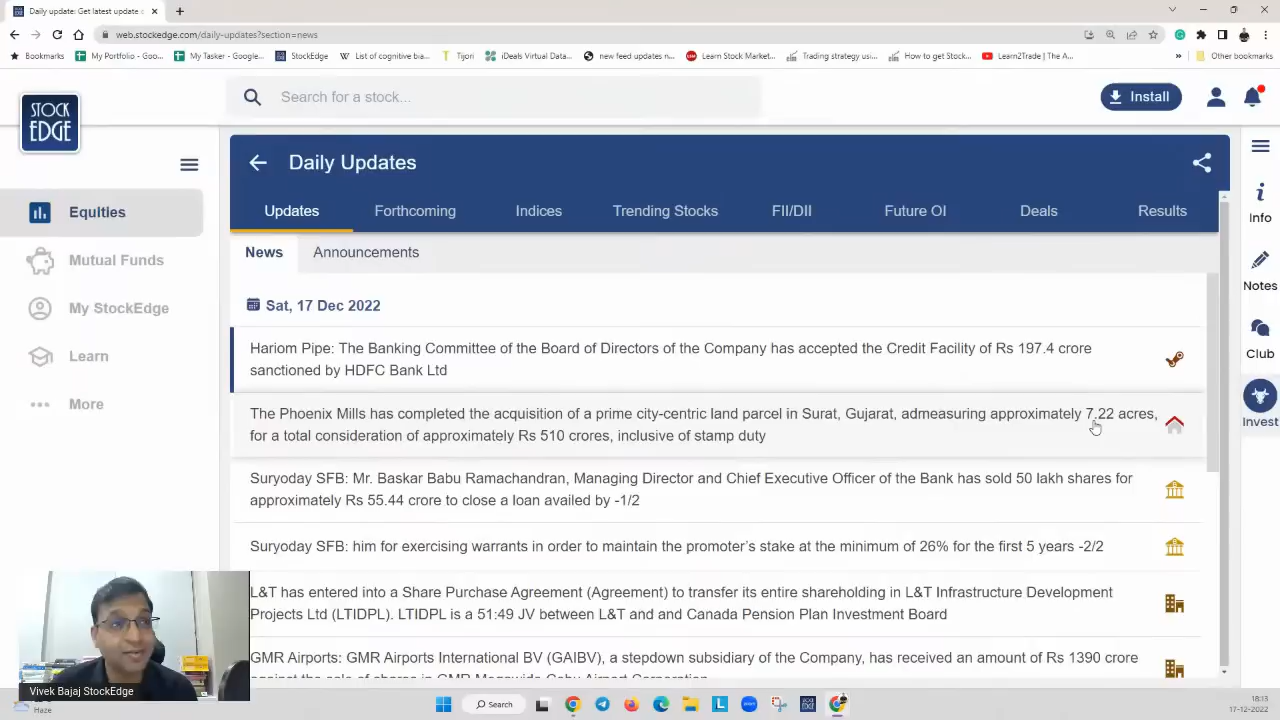 Daily update: Get latest update c
web.stockedge.com/daily-updates?section=news
Bookmarks
My Portfolio - Goo...
My Tasker - Google...
StockEdge
List of cognitive bia...
Tijori
iDeals Virtual Data...
new feed updates n...
Learn Stock Market...
Trading strategy usi...
How to get Stock...
Learn2Trade | The A...
Other bookmarks
STOCK
EDGE
Search for a stock...
Install
Daily Updates
Equities
Mutual Funds
My StockEdge
Learn
More
Updates
Forthcoming
Indices
Trending Stocks
FII/DII
Future OI
Deals
Results
News
Announcements
Sat, 17 Dec 2022
Hariom Pipe: The Banking Committee of the Board of Directors of the Company has accepted the Credit Facility of Rs 197.4 crore
sanctioned by HDFC Bank Ltd
The Phoenix Mills has completed the acquisition of a prime city-centric land parcel in Surat, Gujarat, admeasuring approximately 7.22 acres,
for a total consideration of approximately Rs 510 crores, inclusive of stamp duty
Suryoday SFB: Mr. Baskar Babu Ramachandran, Managing Director and Chief Executive Officer of the Bank has sold 50 lakh shares for
approximately Rs 55.44 crore to close a loan availed by -1/2
Suryoday SFB: him for exercising warrants in order to maintain the promoter's stake at the minimum of 26% for the first 5 years -2/2
L&T has entered into a Share Purchase Agreement (Agreement) to transfer its entire shareholding in L&T Infrastructure Development
Projects Ltd (LTIDPL). LTIDPL is a 51:49 JV between L&T and and Canada Pension Plan Investment Board
GMR Airports: GMR Airports International BV (GAIBV), a stepdown subsidiary of the Company, has received an amount of Rs 1390 crore
Info
Notes
Club
Invest
Vivek Bajaj StockEdge
Haze
Search
18:13
17-12-2022